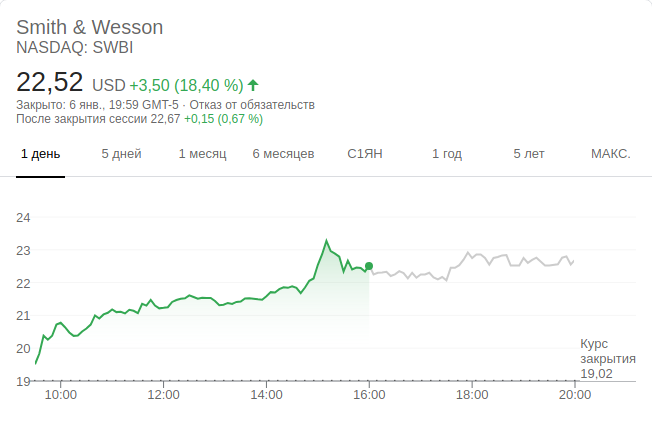 Smith & Wesson
NASDAQ: SWBI
22,52 USD +3,50 (18,40 %)
Закрыто: 6 янв., 19:59 GMT-5 · Отказ от обязательств
После закрытия сессии 22,67 +0,15 (0,67 %)
1 день 5 дней 1 месяц 6 месяцев С1ЯН 1 год 5 лет МАКС.
24
23
22
21
20
19
Курс
закрытия
19,02
10:00 12:00 14:00 16:00 18:00 20:00